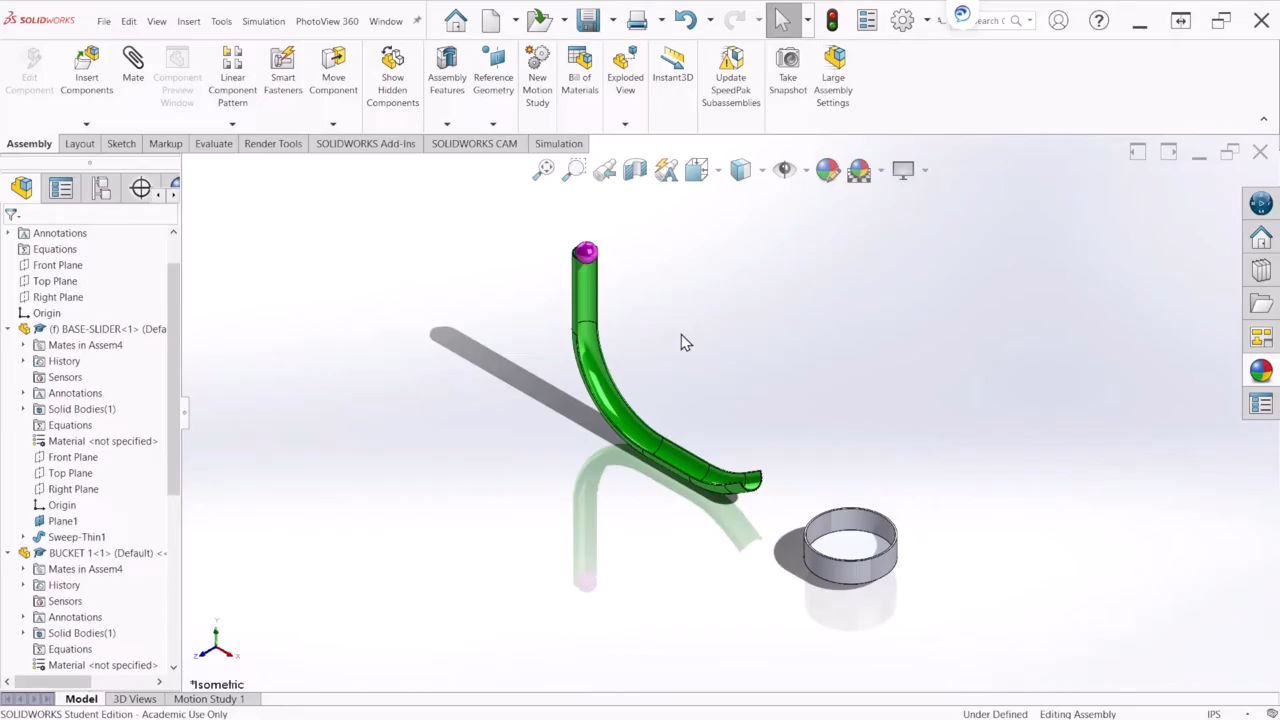 SOLIDWORKS File Edit View Insert Tools Simulation PhotoView 360 Window
Edit Component
Insert Components
Mate
Component Preview Window
Linear Component Pattern
Smart Fasteners
Move Component
Show Hidden Components
Assembly Features
Reference Geometry
New Motion Study
Bill of Materials
Exploded View
Instant3D
Update SpeedPak Subassemblies
Take Snapshot
Large Assembly Settings
Assembly Layout Sketch Markup Evaluate Render Tools SOLIDWORKS Add-Ins SOLIDWORKS CAM Simulation
Annotations
Equations
Front Plane
Top Plane
Right Plane
Origin
(f) BASE-SLIDER<1> (Defa
Mates in Assem4
History
Sensors
Annotations
Solid Bodies(1)
Equations
Material <not specified>
Front Plane
Top Plane
Right Plane
Origin
Plane1
Sweep-Thin1
BUCKET 1<1> (Default) <<
Mates in Assem4
History
Sensors
Annotations
Solid Bodies(1)
Equations
Material <not specified>
Y
Z
X
*Isometric
Model 3D Views Motion Study 1
SOLIDWORKS Student Edition - Academic Use Only Under Defined Editing Assembly IPS